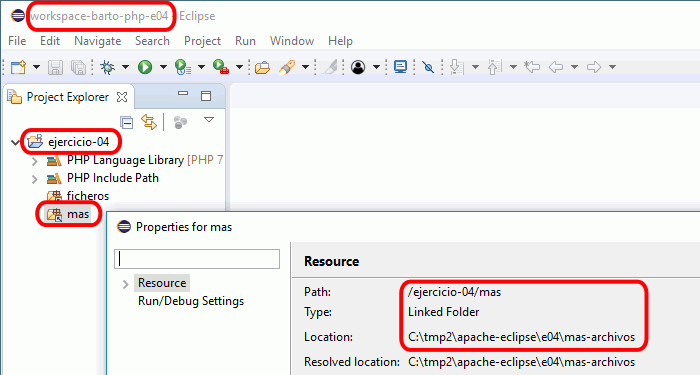 workspace-barto-php-e04 - Eclipse
File Edit Navigate Search Project Run Window Help
Project Explorer
ejercicio-04
PHP Language Library [PHP 7
PHP Include Path
ficheros
mas
Properties for mas
Resource
Run/Debug Settings
Resource
Path: /ejercicio-04/mas
Type: Linked Folder
Location: C:\tmp2\apache-eclipse\e04\mas-archivos
Resolved location: C:\tmp2\apache-eclipse\e04\mas-archivos